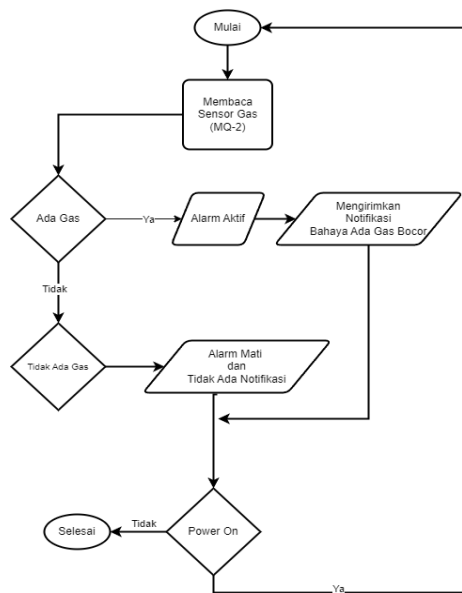 Mulai
Membaca
Sensor Gas
(MQ-2)
Ada Gas
Ya
Alarm Aktif
Mengirimkan
Notifikasi
Bahaya Ada Gas Bocor
Tidak
Tidak Ada Gas
Alarm Mati
dan
Tidak Ada Notifikasi
Selesai
Tidak
Power On
Ya